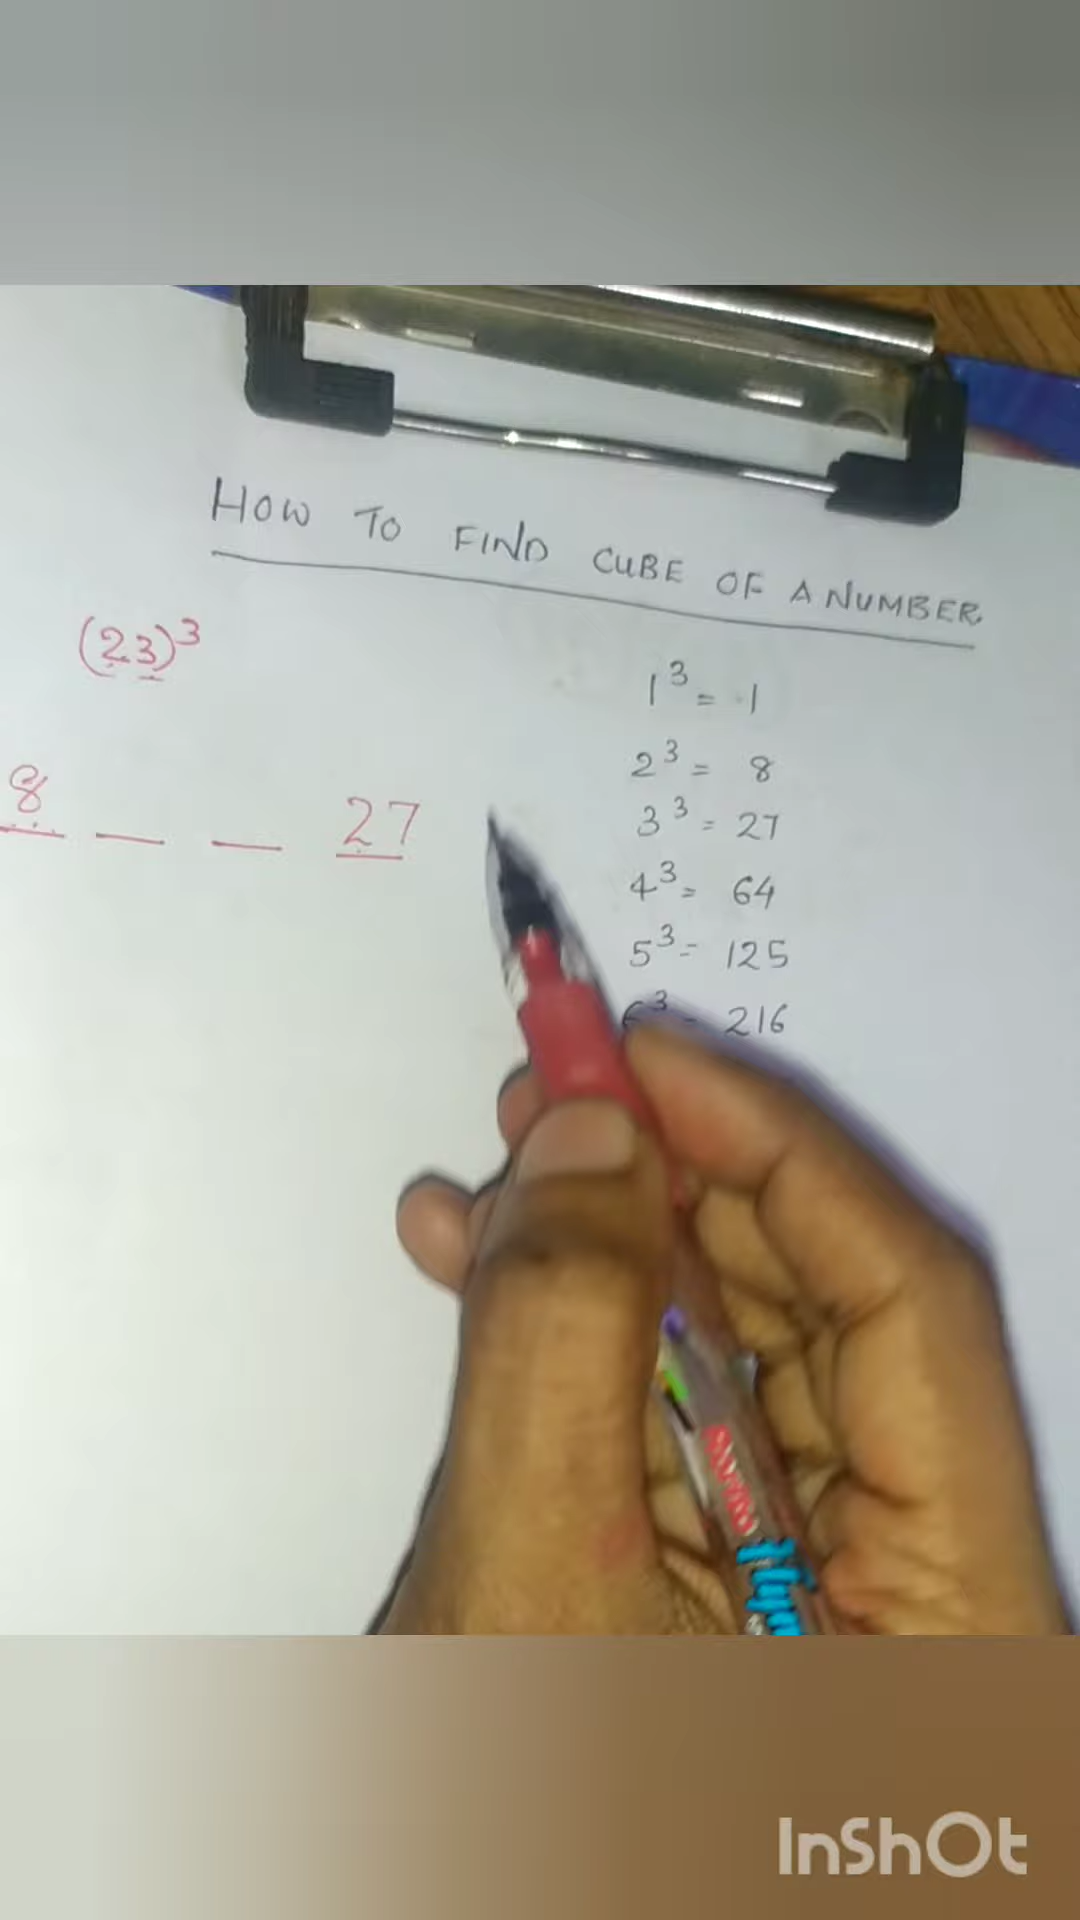 HOW TO FIND CUBE OF A NUMBER
(23)³
8 _ _ 27
1³ = 1
2³ = 8
3³ = 27
4³ = 64
5³ = 125
6³ = 216
InShOt